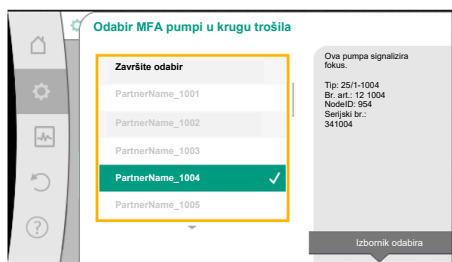 Odabir MFA pumpi u krugu trošila
Završite odabir
PartnerName_1001
PartnerName_1002
PartnerName_1003
PartnerName_1004
PartnerName_1005
Ova pumpa signalizira
fokus.
Tip: 25/1-1004
Br. art.: 12 1004
NodeID: 954
Serijski br.:
341004
Izbornik odabira